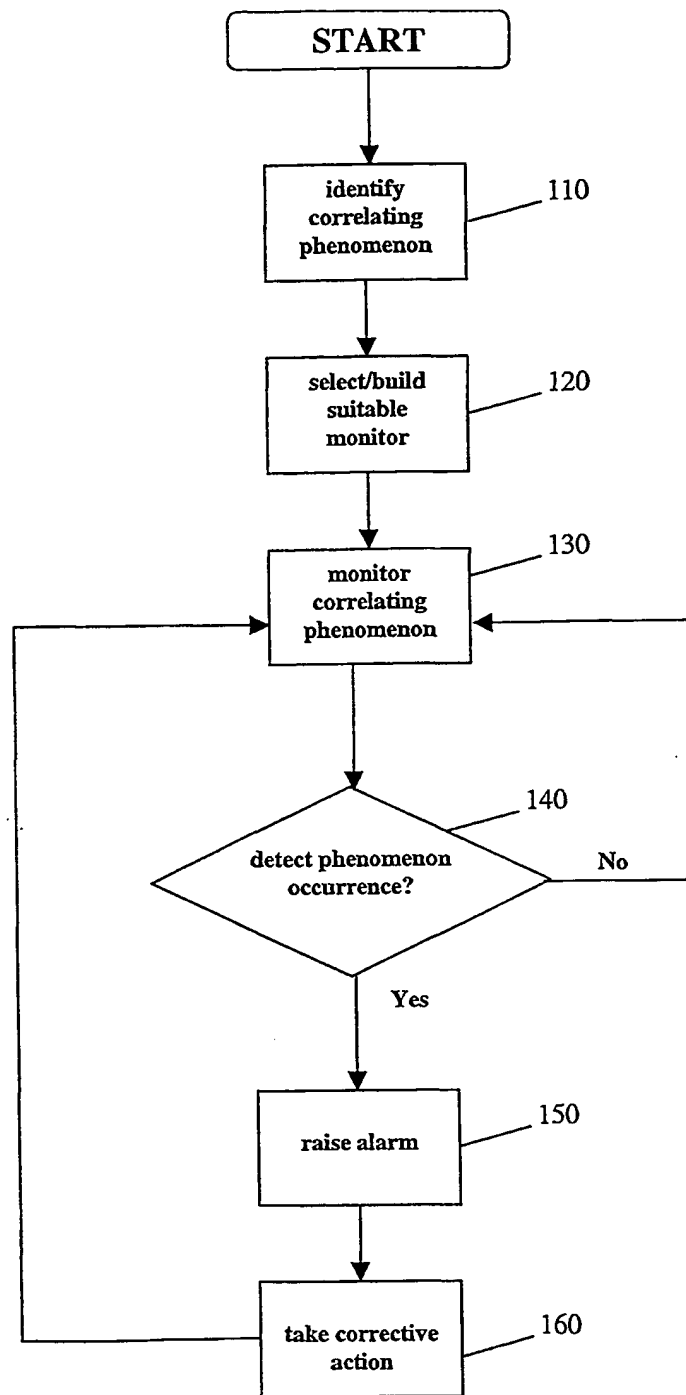 START
identify
correlating
phenomenon
110
select/build
suitable
monitor
120
monitor
correlating
phenomenon
130
detect phenomenon
occurrence?
140
No
Yes
raise alarm
150
take corrective
action
160